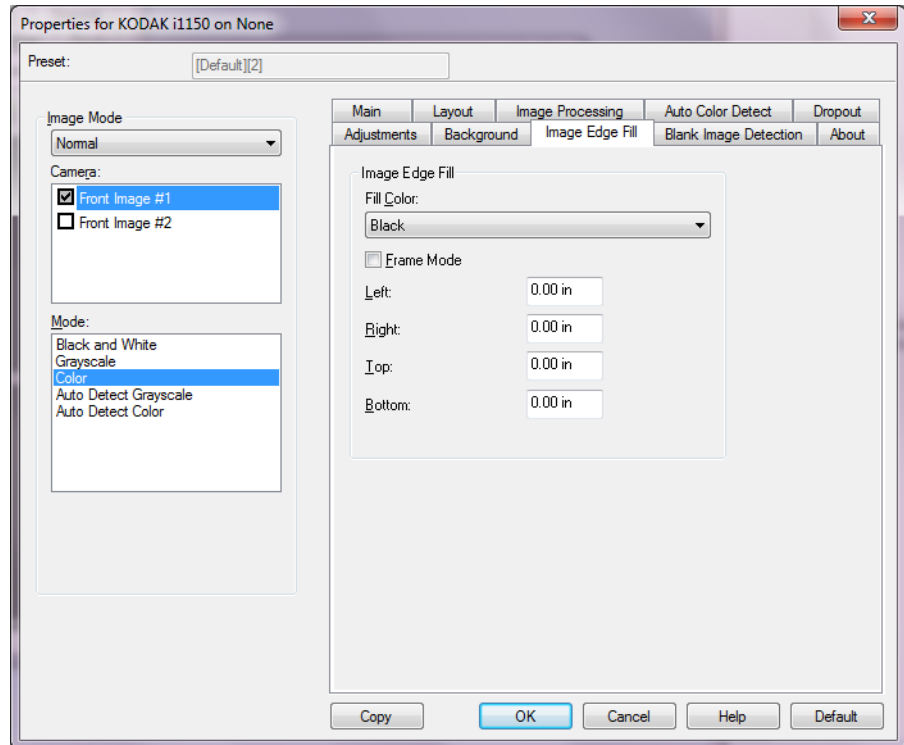 Properties for KODAK i1150 on None
Preset: [Default][2]
Image Mode
Normal
Camera:
Front Image #1
Front Image #2
Mode:
Black and White
Grayscale
Color
Auto Detect Grayscale
Auto Detect Color
Main Layout Image Processing Auto Color Detect Dropout
Adjustments Background Image Edge Fill Blank Image Detection About
Image Edge Fill
Fill Color:
Black
Frame Mode
Left: 0.00 in
Right: 0.00 in
Top: 0.00 in
Bottom: 0.00 in
Copy OK Cancel Help Default